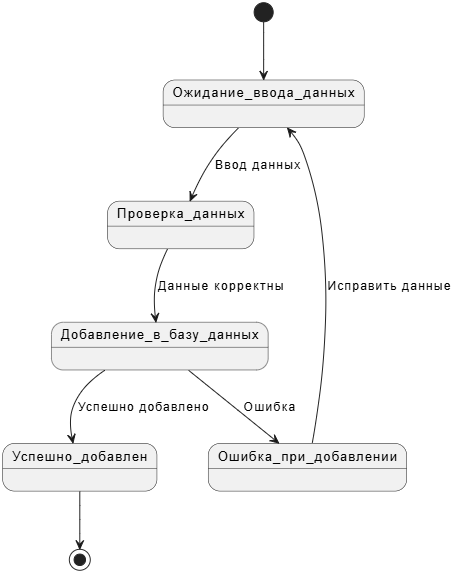 Ожидание_ввода_данных
Ввод данных
Проверка_данных
Данные корректны
Исправить данные
Добавление_в_базу_данных
Успешно добавлено
Ошибка
Успешно_добавлен
Ошибка_при_добавлении